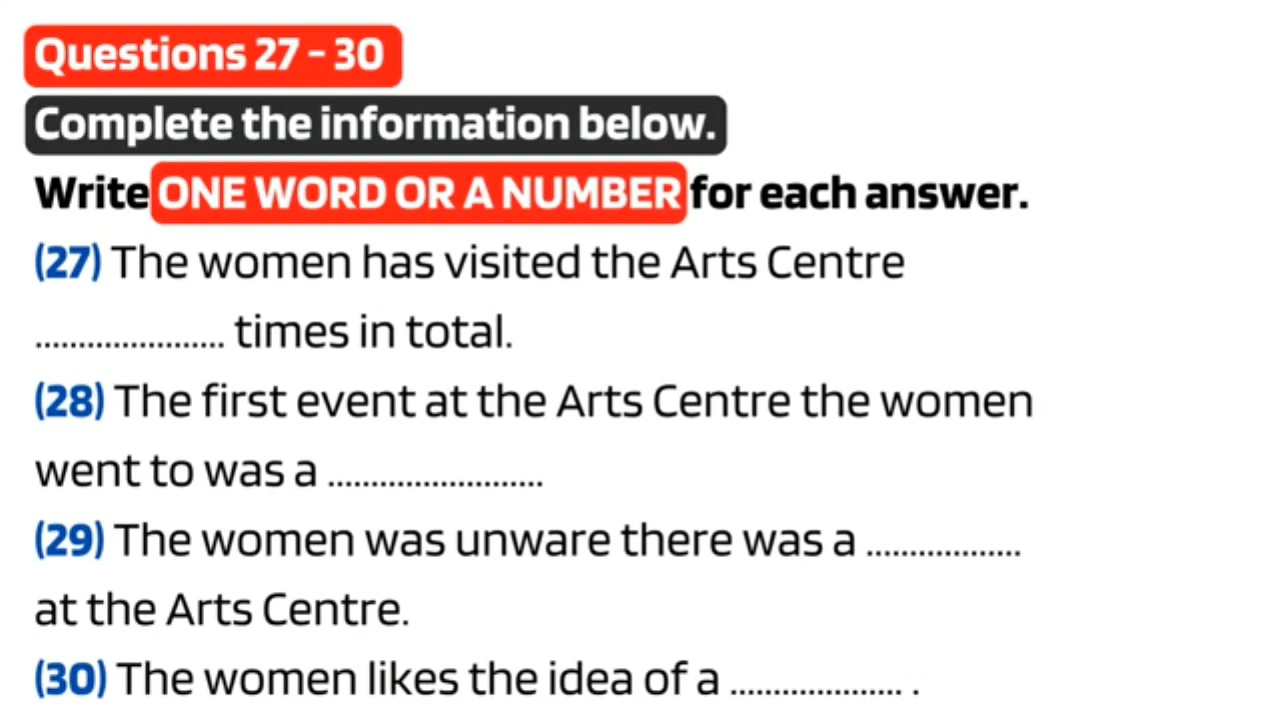 Questions 27 - 30
Complete the information below.
Write ONE WORD OR A NUMBER for each answer.
(27) The women has visited the Arts Centre
...................... times in total.
(28) The first event at the Arts Centre the women
went to was a .........................
(29) The women was unware there was a ..................
at the Arts Centre.
(30) The women likes the idea of a .................... .